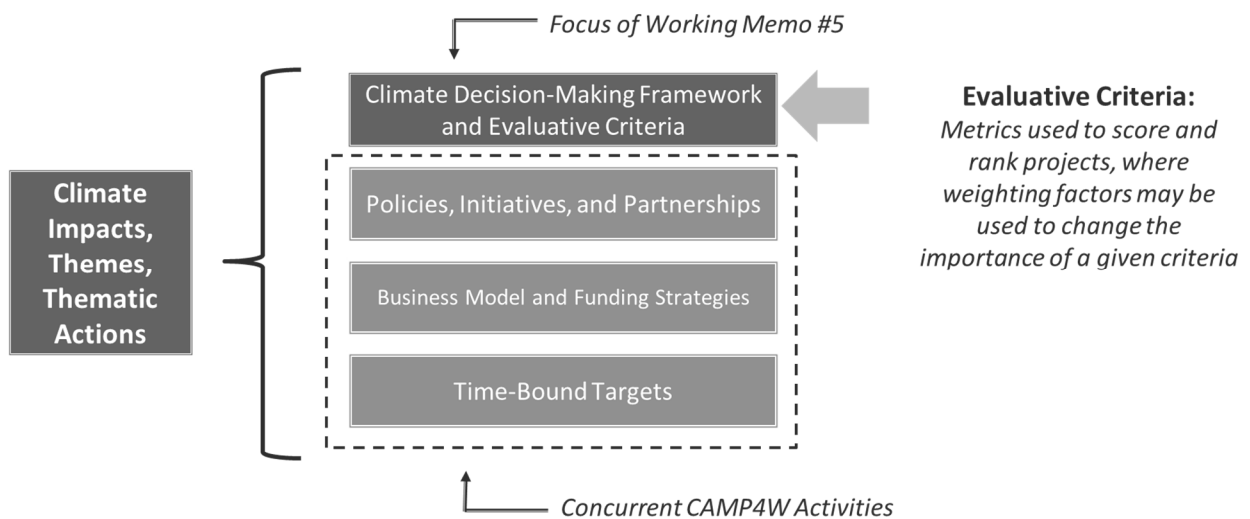 Focus of Working Memo #5
Climate Decision-Making Framework
and Evaluative Criteria
Evaluative Criteria:
Metrics used to score and
rank projects, where
weighting factors may be
used to change the
importance of a given criteria
Climate
Impacts,
Themes,
Thematic
Actions
Policies, Initiatives, and Partnerships
Business Model and Funding Strategies
Time-Bound Targets
Concurrent CAMP4W Activities